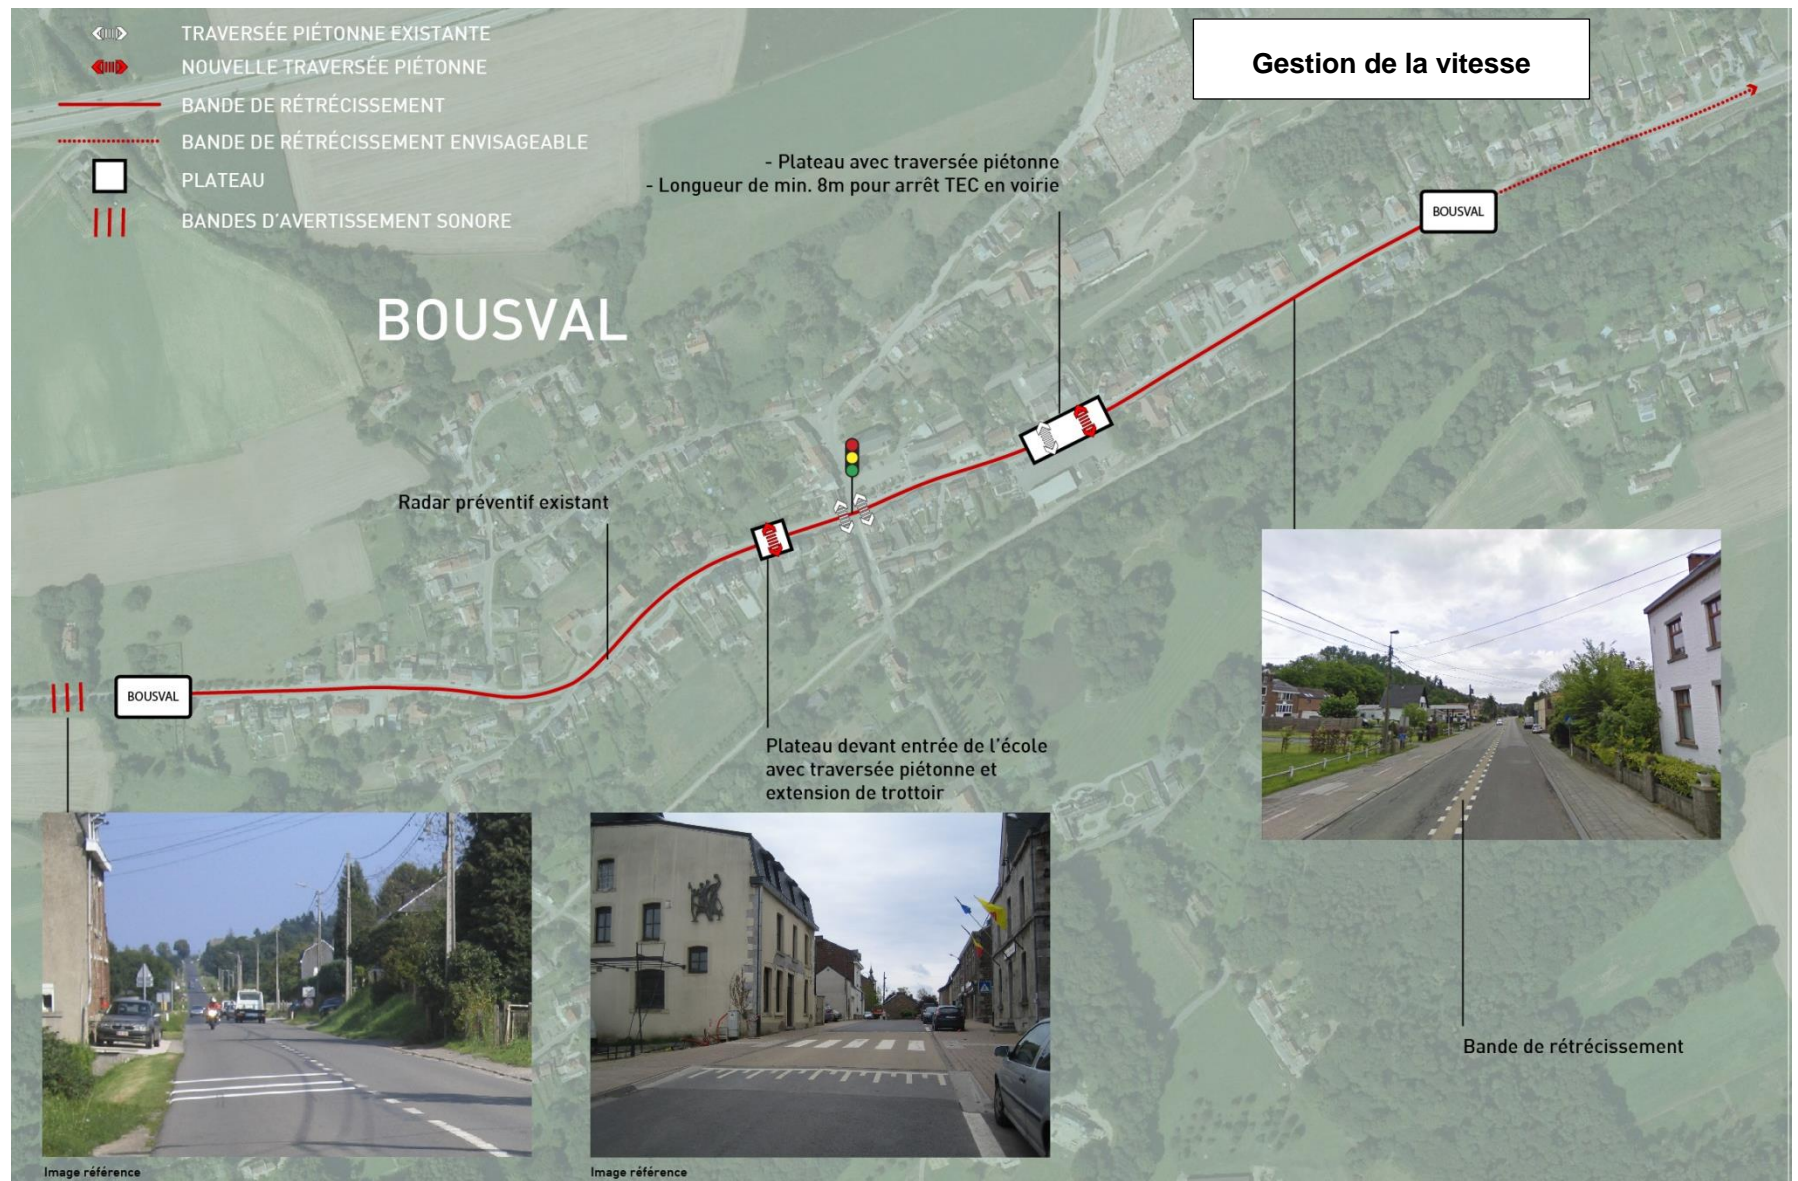 TRAVERSÉE PIÉTONNE EXISTANTE
NOUVELLE TRAVERSÉE PIÉTONNE
BANDE DE RÉTRÉCISSEMENT
BANDE DE RÉTRÉCISSEMENT ENVISAGEABLE
PLATEAU
BANDES D'AVERTISSEMENT SONORE
Gestion de la vitesse
- Plateau avec traversée piétonne
- Longueur de min. 8m pour arrêt TEC en voirie
BOUSVAL
BOUSVAL
Radar préventif existant
BOUSVAL
Plateau devant entrée de l'école
avec traversée piétonne et
extension de trottoir
Bande de rétrécissement
Image référence
Image référence